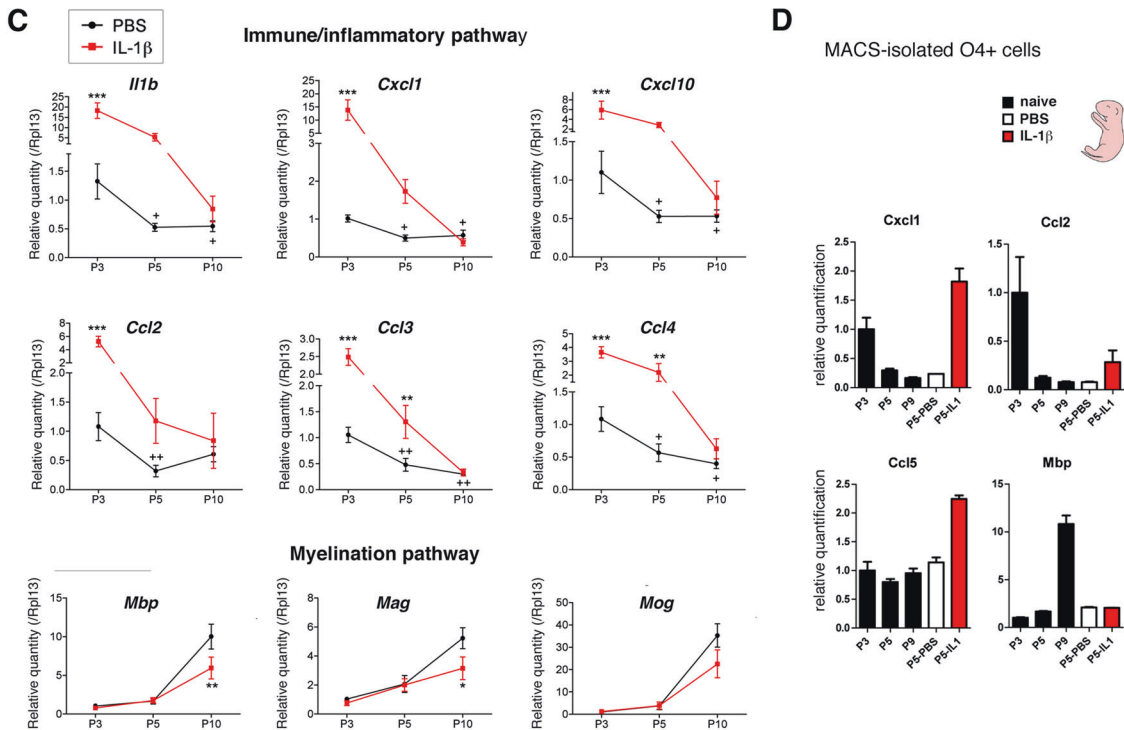 C
PBS
IL-1β
Immune/inflammatory pathway
Il1b
Relative quantity (/Rpl13)
25
20
15
10
5
1.5
1.0
0.5
0.0
***
+
+
P3 P5 P10
Cxcl1
Relative quantity (/Rpl13)
25
20
15
10
5
2
1
0
***
+
+
P3 P5 P10
Cxcl10
Relative quantity (/Rpl13)
8
6
4
2
1.5
1.0
0.5
0.0
***
+
+
P3 P5 P10
Ccl2
Relative quantity (/Rpl13)
8
6
4
2
2.0
1.5
1.0
0.5
0.0
***
++
P3 P5 P10
Ccl3
Relative quantity (/Rpl13)
3.0
2.5
2.0
2.0
1.5
1.0
0.5
0.0
***
**
++
++
P3 P5 P10
Ccl4
Relative quantity (/Rpl13)
5
4
3
2
1.5
1.0
0.5
0.0
***
**
+
+
P3 P5 P10
Myelination pathway
Mbp
Relative quantity (/Rpl13)
15
10
5
0
**
P3 P5 P10
Mag
Relative quantity (/Rpl13)
8
6
4
2
0
*
P3 P5 P10
Mog
Relative quantity (/Rpl13)
50
40
30
20
10
0
P3 P5 P10
D
MACS-isolated O4+ cells
naive
PBS
IL-1β
Cxcl1
relative quantification
2.5
2.0
1.5
1.0
0.5
0.0
P3 P5 P9 P5-PBS P5-IL1
Ccl2
1.5
1.0
0.5
0.0
P3 P5 P9 P5-PBS P5-IL1
Ccl5
relative quantification
2.5
2.0
1.5
1.0
0.5
0.0
P3 P5 P9 P5-PBS P5-IL1
Mbp
15
10
5
0
P3 P5 P9 P5-PBS P5-IL1